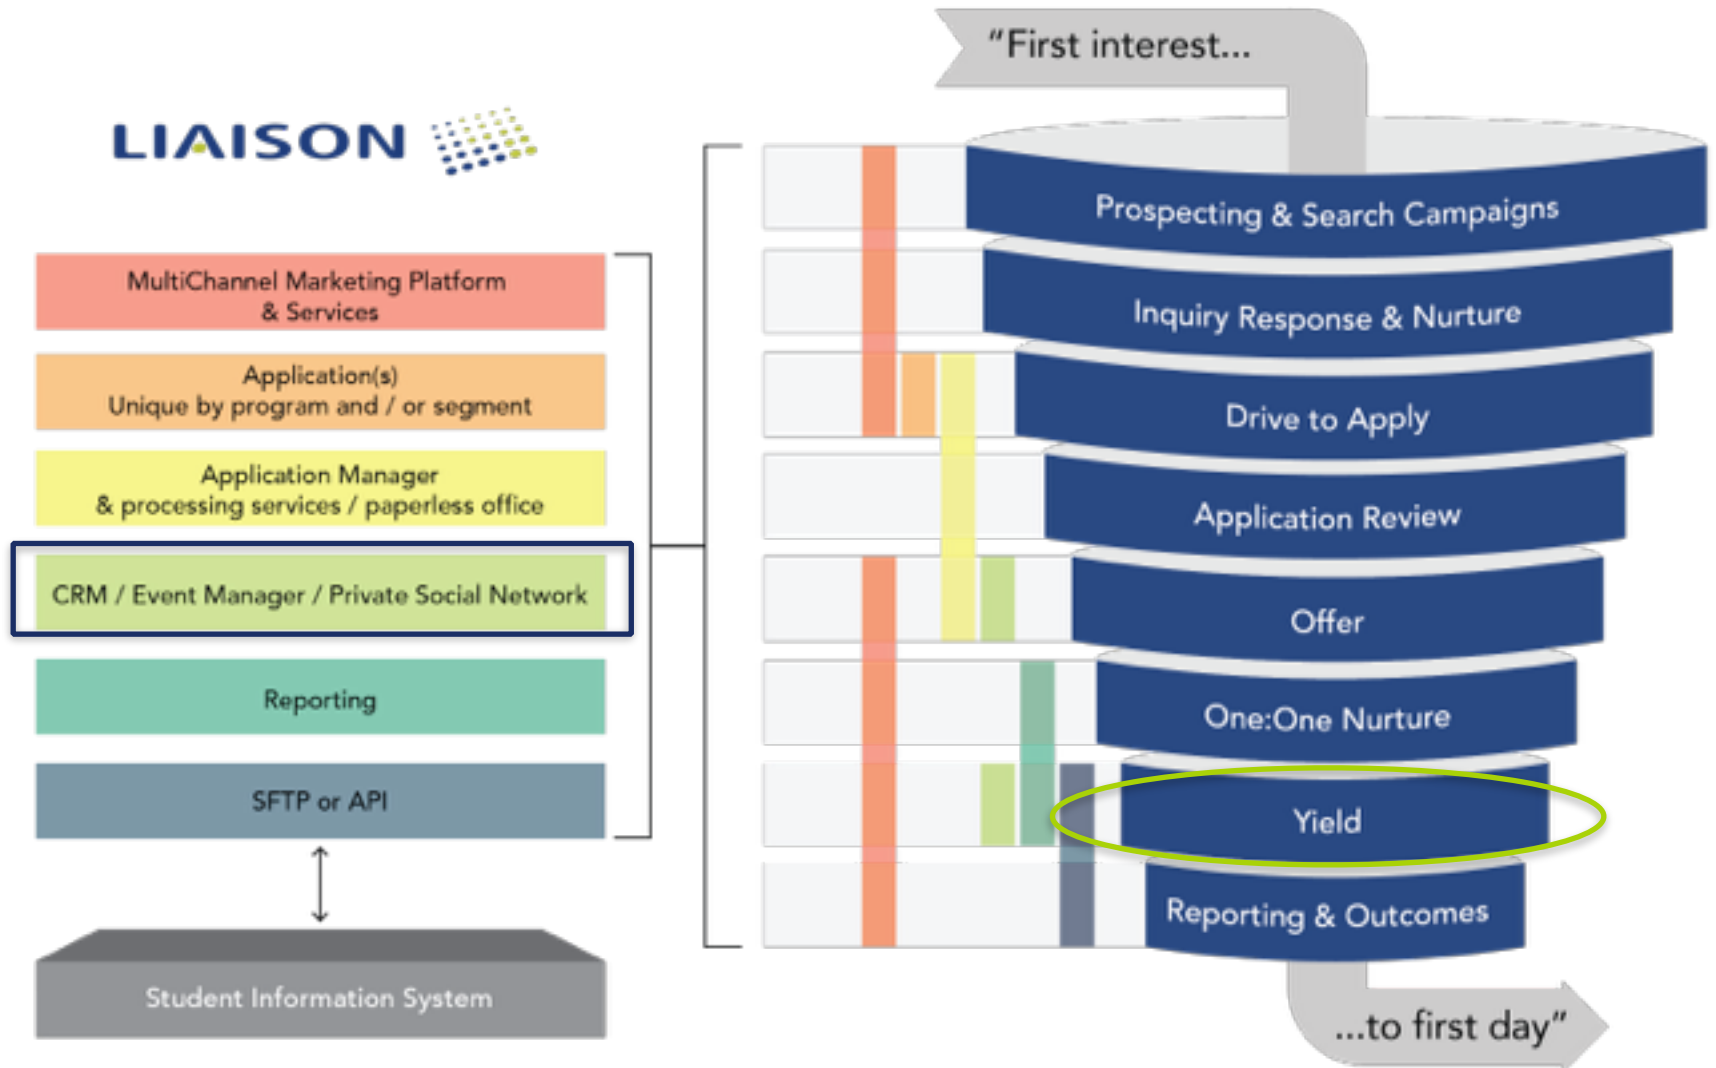 "First interest...
LIAISON
MultiChannel Marketing Platform
& Services
Application(s)
Unique by program and / or segment
Application Manager
& processing services / paperless office
CRM / Event Manager / Private Social Network
Reporting
SFTP or API
Student Information System
Prospecting & Search Campaigns
Inquiry Response & Nurture
Drive to Apply
Application Review
Offer
One:One Nurture
Yield
Reporting & Outcomes
...to first day"